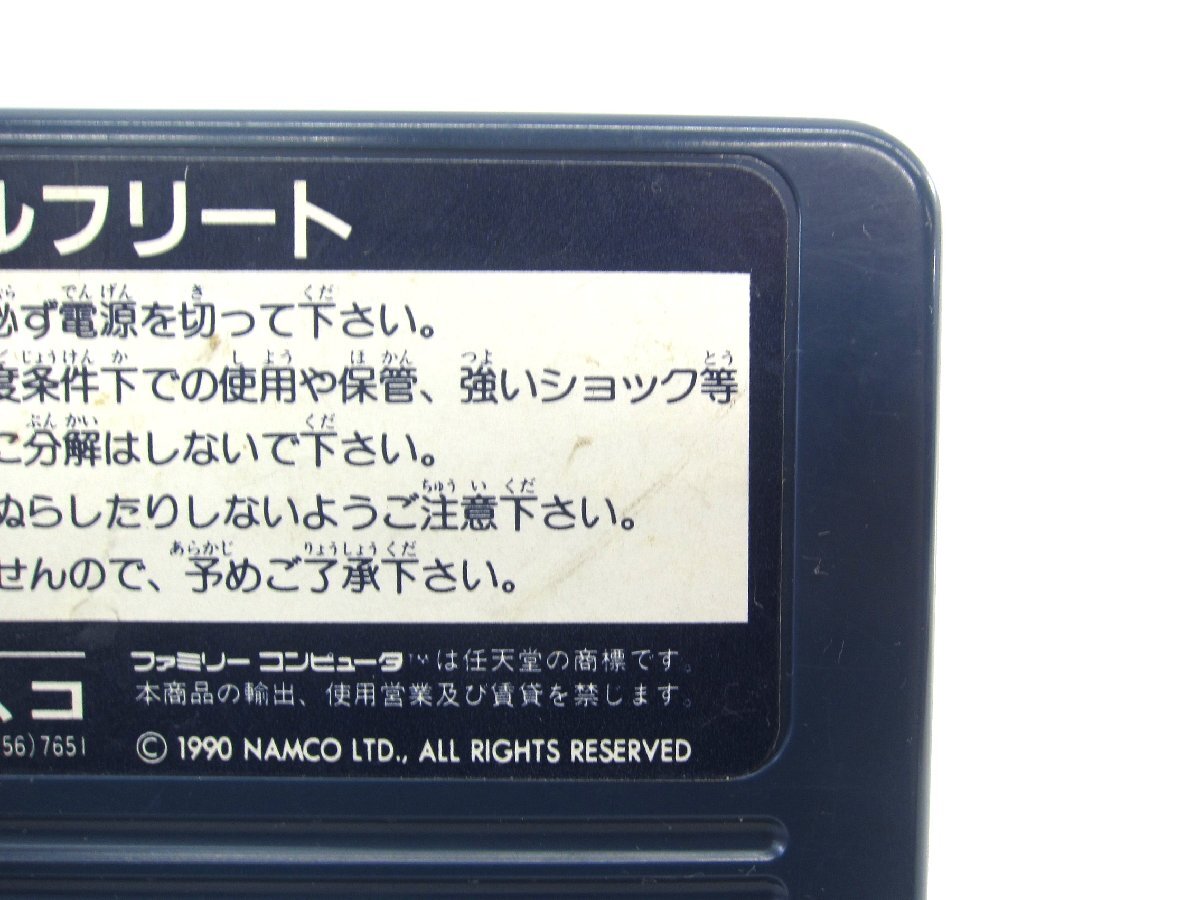 ルフリート
必ず電源を切って下さい。
度条件下での使用や保管、強いショック等
に分解はしないで下さい。
ぬらしたりしないようご注意下さい。
せんので、予めご了承下さい。
ファミリーコンピュータ™は任天堂の商標です。
本商品の輸出、使用営業及び賃貸を禁じます。
スコ
56)7651
© 1990 NAMCO LTD., ALL RIGHTS RESERVED